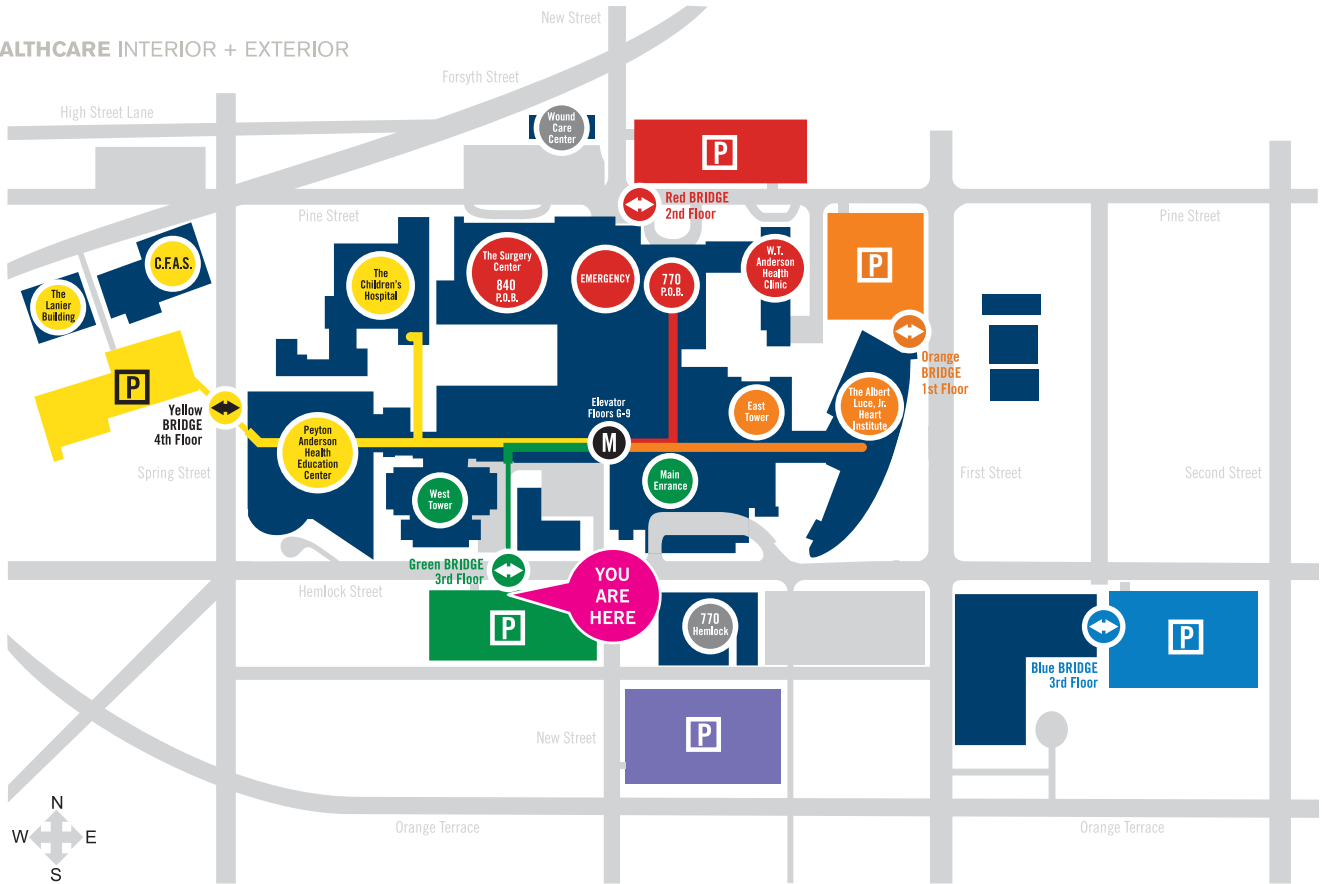 ALTHCARE INTERIOR + EXTERIOR
New Street
Forsyth Street
High Street Lane
Wound
Care
Center
P
Red BRIDGE
2nd Floor
Pine Street
Pine Street
C.F.A.S.
The
Lanier
Building
The
Children's
Hospital
The Surgery
Center
840
P.O.B.
EMERGENCY
770
P.O.B.
W.T.
Anderson
Health
Clinic
P
Orange
BRIDGE
1st Floor
P
Yellow
BRIDGE
4th Floor
Peyton
Anderson
Health
Education
Center
Elevator
Floors G-9
M
East
Tower
The Albert
Luce, Jr.
Heart
Institute
Spring Street
West
Tower
Main
Entrance
First Street
Second Street
Green BRIDGE
3rd Floor
YOU
ARE
HERE
Hemlock Street
P
770
Hemlock
P
Blue BRIDGE
3rd Floor
New Street
P
Orange Terrace
Orange Terrace
N
W
E
S